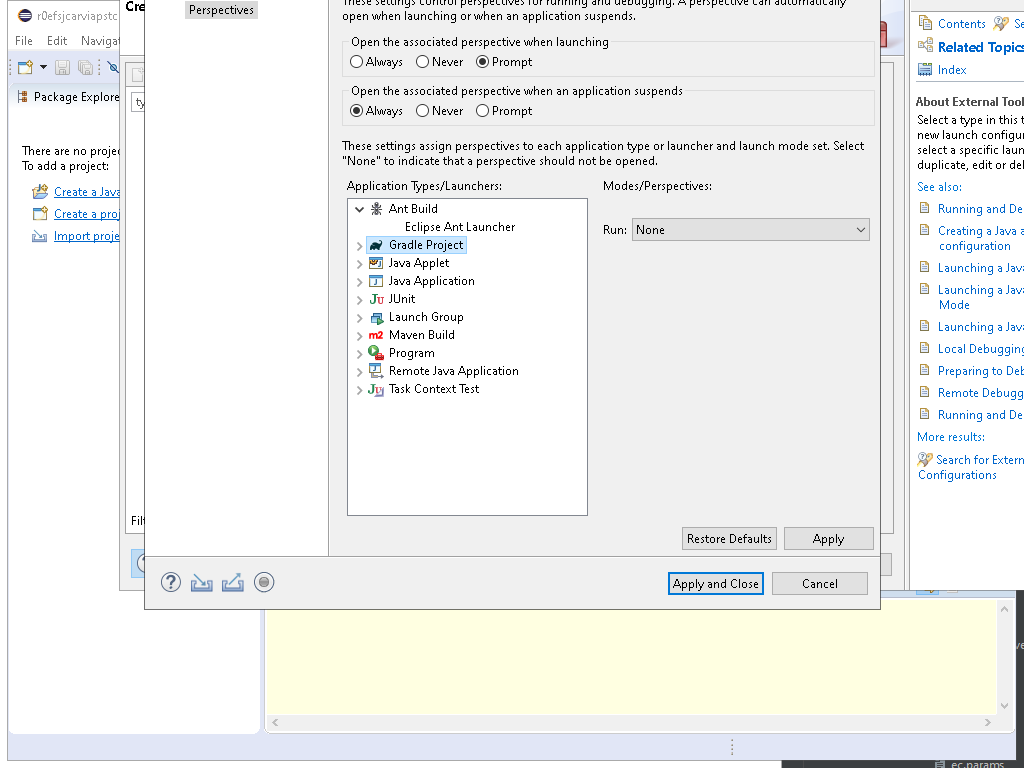 r0efsjcarviapstc
File Edit Navigat
Package Explore
There are no projec
To add a project:
Create a Java
Create a proj
Import proje
Cre
ty
Filt
Perspectives
These settings control perspectives for running and debugging. A perspective can automatically
open when launching or when an application suspends.
Open the associated perspective when launching
Always Never Prompt
Open the associated perspective when an application suspends
Always Never Prompt
These settings assign perspectives to each application type or launcher and launch mode set. Select
"None" to indicate that a perspective should not be opened.
Application Types/Launchers:
Ant Build
Eclipse Ant Launcher
Gradle Project
Java Applet
Java Application
JUnit
Launch Group
Maven Build
Program
Remote Java Application
Task Context Test
Modes/Perspectives:
Run: None
Restore Defaults Apply
Apply and Close Cancel
Contents Se
Related Topics
Index
About External Tool
Select a type in this t
new launch configur
select a specific laun
duplicate, edit or del
See also:
Running and De
Creating a Java a
configuration
Launching a Java
Launching a Java
Mode
Launching a Java
Local Debugging
Preparing to Deb
Remote Debugg
Running and De
More results:
Search for Extern
Configurations
ve
ec.params